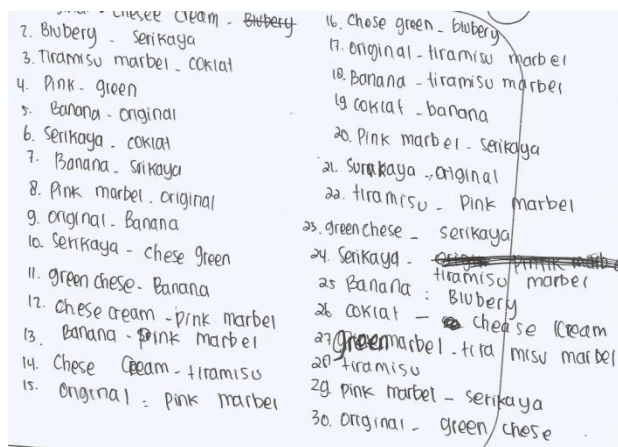 chesee cream - Blubery
2. Blubery - serikaya
3. Tiramisu marbel - coklat
4. Pink - green
5. Banana - original
6. Serikaya - coklat
7. Banana - srikaya
8. Pink marbel - original
9. original - Banana
10. Serikaya - chese green
11. green chese - Banana
12. chese cream - pink marbel
13. Banana - pink marbel
14. Chese Cream - tiramisu
15. Original = pink marbel
16. Chese green - blubery
17. original - tiramisu marbel
18. Banana - tiramisu marbel
19. coklat - banana
20. Pink marbel - serikaya
21. Surikaya - original
22. tiramisu - Pink marbel
23. green chese - serikaya
24. Serikaya -
tiramisu marbel
25 Banana = Blubery
26 coklat - chease Cream
27 Green marbel - tira misu marbel
28 tiramisu
29. Pink marbel - serikaya
30. Original - green chese